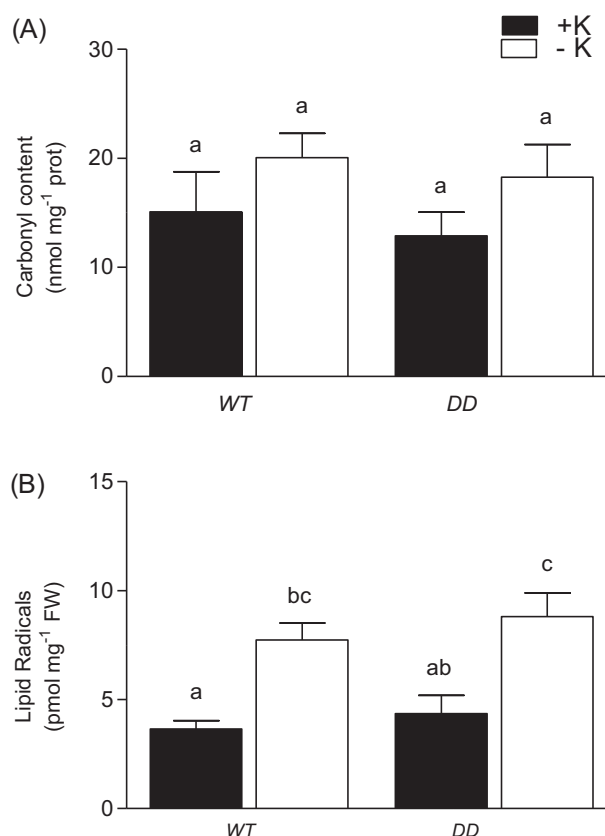 (A)
+K
- K
30
20
10
0
Carbonyl content
(nmol mg⁻¹ prot)
a
a
a
a
WT
DD
(B)
15
10
5
0
Lipid Radicals
(pmol mg⁻¹ FW)
a
bc
ab
c
WT
DD